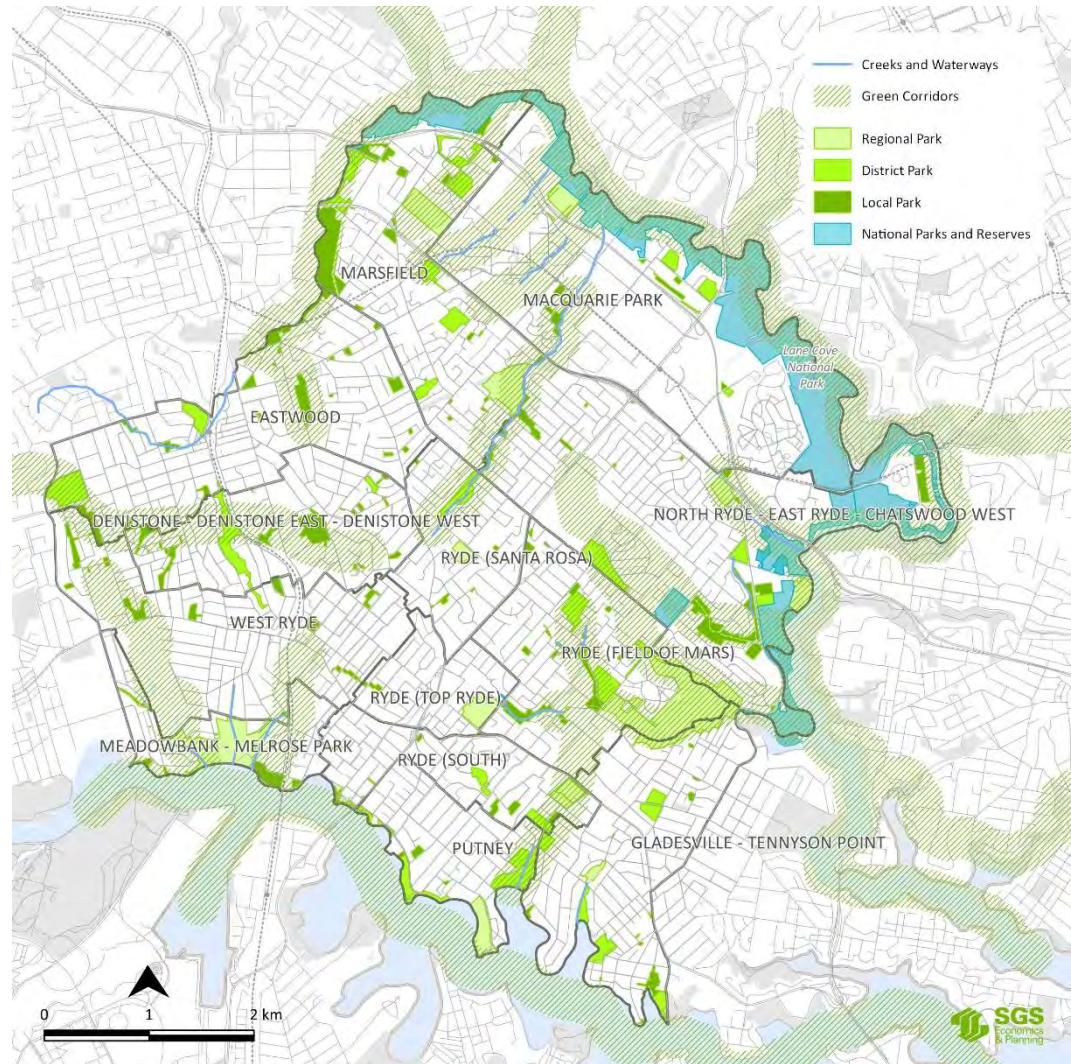 Creeks and Waterways
Green Corridors
Regional Park
District Park
Local Park
National Parks and Reserves
MARSFIELD
MACQUARIE PARK
Lane Cove
National
Park
EASTWOOD
DENISTONE - DENISTONE EAST - DENISTONE WEST
NORTH RYDE - EAST RYDE - CHATSWOOD WEST
RYDE (SANTA ROSA)
WEST RYDE
RYDE (FIELD OF MARS)
RYDE (TOP RYDE)
MEADOWBANK - MELROSE PARK
RYDE (SOUTH)
PUTNEY
GLADESVILLE - TENNYSON POINT
0 1 2 km
SGS
Economics
& Planning